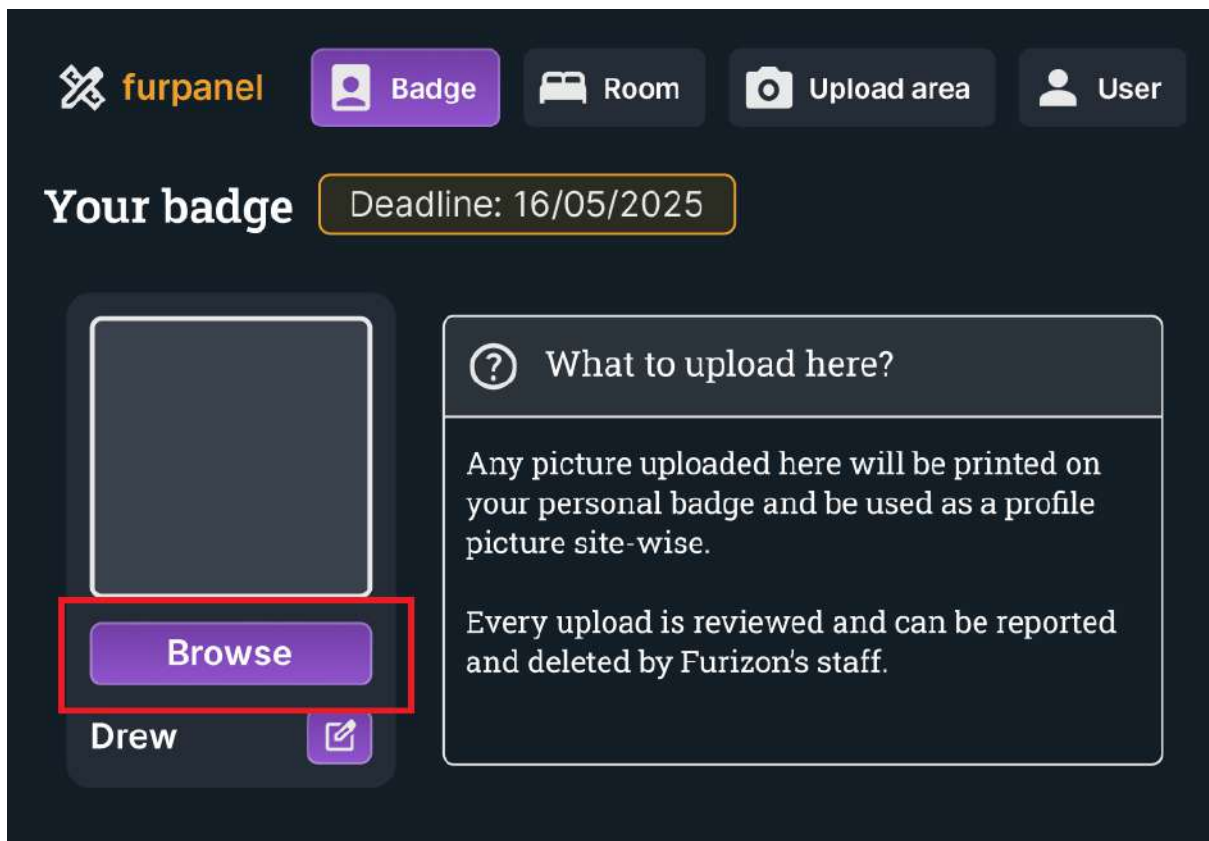 furpanel
Badge
Room
Upload area
User
Your badge
Deadline: 16/05/2025
What to upload here?
Any picture uploaded here will be printed on
your personal badge and be used as a profile
picture site-wise.
Every upload is reviewed and can be reported
and deleted by Furizon's staff.
Browse
Drew